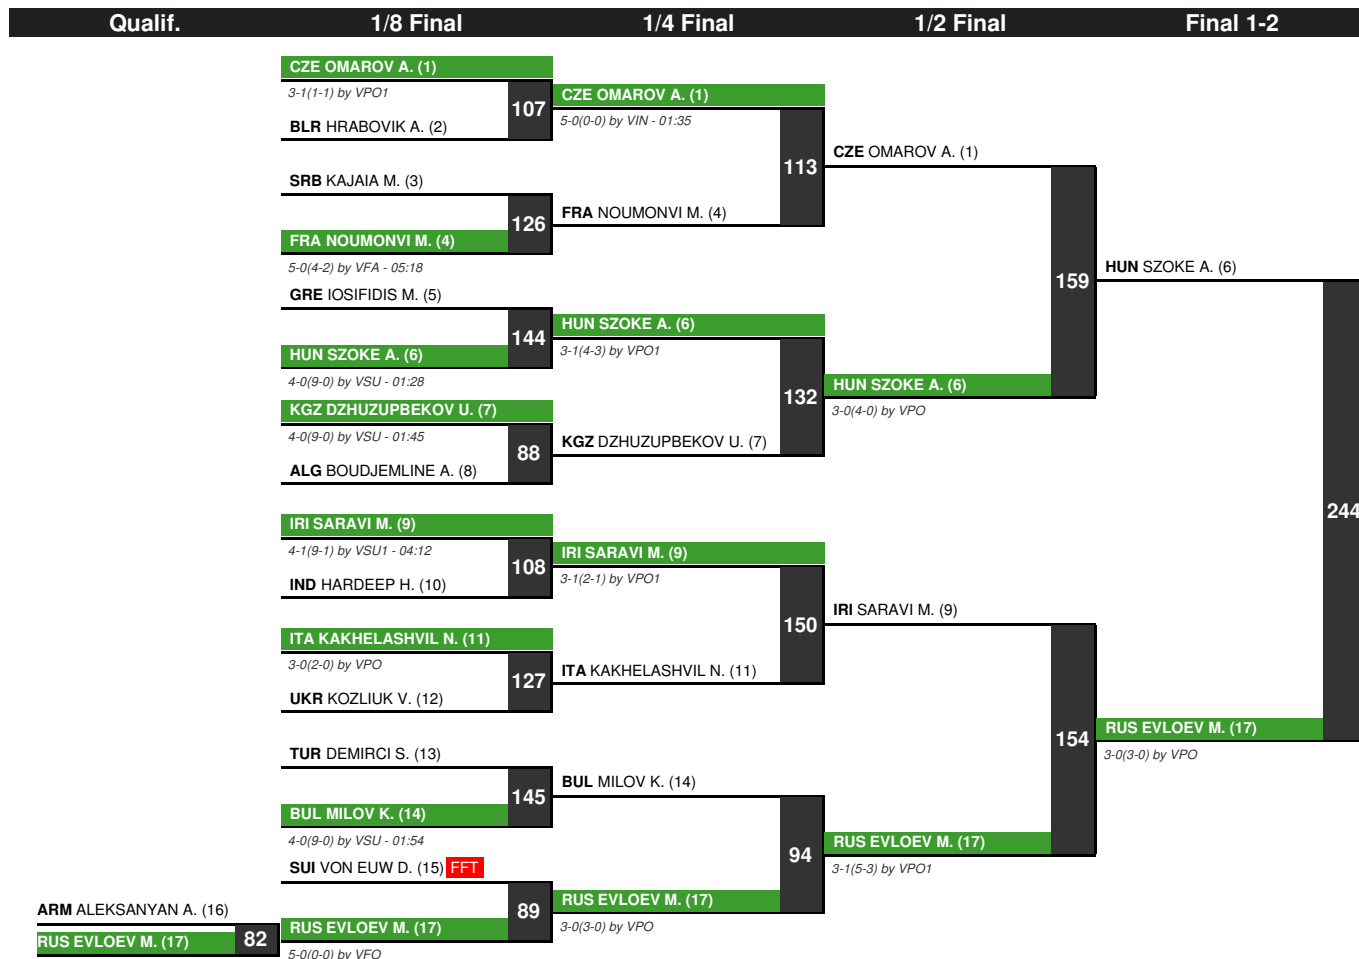 Qualif.
1/8 Final
1/4 Final
1/2 Final
Final 1-2
CZE OMAROV A. (1)
3-1(1-1) by VPO1
BLR HRABOVIK A. (2)
107
SRB KAJAIA M. (3)
126
FRA NOUMONVI M. (4)
5-0(4-2) by VFA - 05:18
GRE IOSIFIDIS M. (5)
144
HUN SZOKE A. (6)
4-0(9-0) by VSU - 01:28
KGZ DZHUZUPBEKOV U. (7)
4-0(9-0) by VSU - 01:45
88
ALG BOUDJEMLINE A. (8)
IRI SARAVI M. (9)
4-1(9-1) by VSU1 - 04:12
108
IND HARDEEP H. (10)
ITA KAKHELASHVIL N. (11)
3-0(2-0) by VPO
127
UKR KOZLIUK V. (12)
TUR DEMIRCI S. (13)
145
BUL MILOV K. (14)
4-0(9-0) by VSU - 01:54
SUI VON EUW D. (15) FFT
89
ARM ALEKSANYAN A. (16)
RUS EVLOEV M. (17)
82
RUS EVLOEV M. (17)
5-0(0-0) by VFO
CZE OMAROV A. (1)
5-0(0-0) by VIN - 01:35
113
FRA NOUMONVI M. (4)
HUN SZOKE A. (6)
3-1(4-3) by VPO1
132
KGZ DZHUZUPBEKOV U. (7)
IRI SARAVI M. (9)
3-1(2-1) by VPO1
150
ITA KAKHELASHVIL N. (11)
BUL MILOV K. (14)
94
RUS EVLOEV M. (17)
3-0(3-0) by VPO
CZE OMAROV A. (1)
159
HUN SZOKE A. (6)
3-0(4-0) by VPO
IRI SARAVI M. (9)
154
RUS EVLOEV M. (17)
3-1(5-3) by VPO1
HUN SZOKE A. (6)
244
RUS EVLOEV M. (17)
3-0(3-0) by VPO